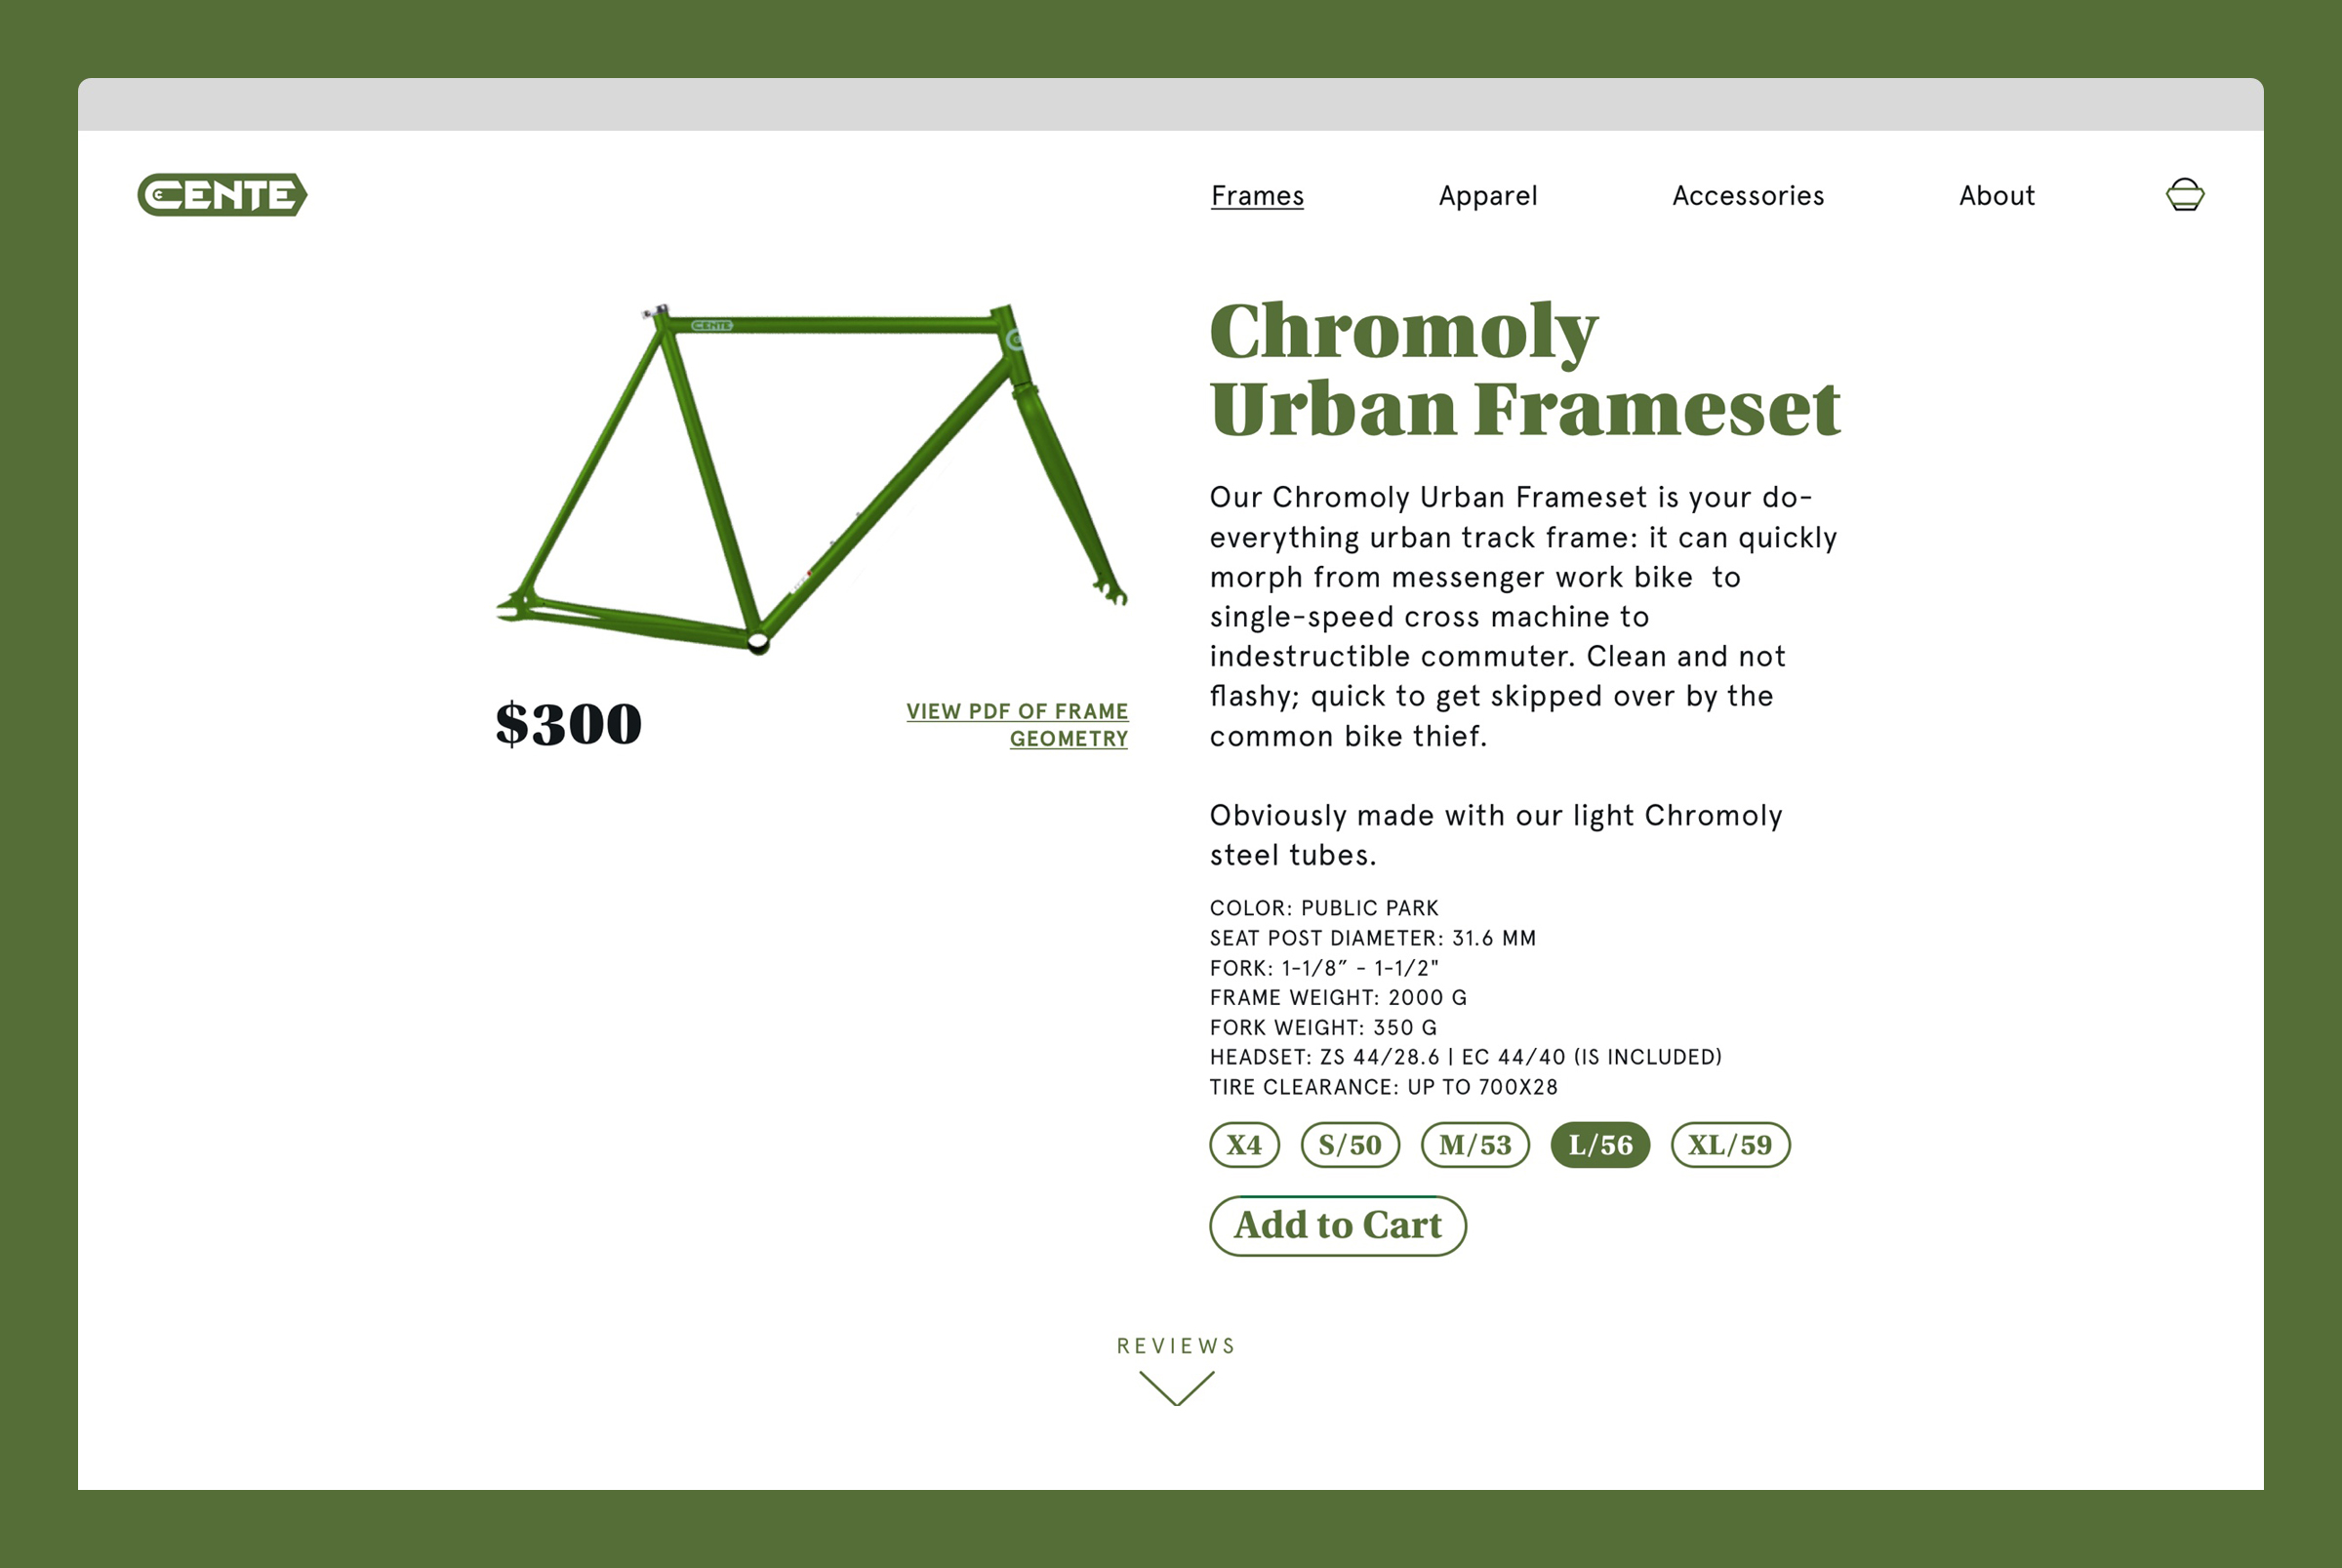 CENTE
Frames
Apparel
Accessories
About
CENTE
$300
VIEW PDF OF FRAME
GEOMETRY
Chromoly
Urban Frameset
Our Chromoly Urban Frameset is your do-
everything urban track frame: it can quickly
morph from messenger work bike  to
single-speed cross machine to
indestructible commuter. Clean and not
flashy; quick to get skipped over by the
common bike thief.
Obviously made with our light Chromoly
steel tubes.
COLOR: PUBLIC PARK
SEAT POST DIAMETER: 31.6 MM
FORK: 1-1/8” - 1-1/2"
FRAME WEIGHT: 2000 G
FORK WEIGHT: 350 G
HEADSET: ZS 44/28.6 | EC 44/40 (IS INCLUDED)
TIRE CLEARANCE: UP TO 700X28
X4
S/50
M/53
L/56
XL/59
Add to Cart
REVIEWS